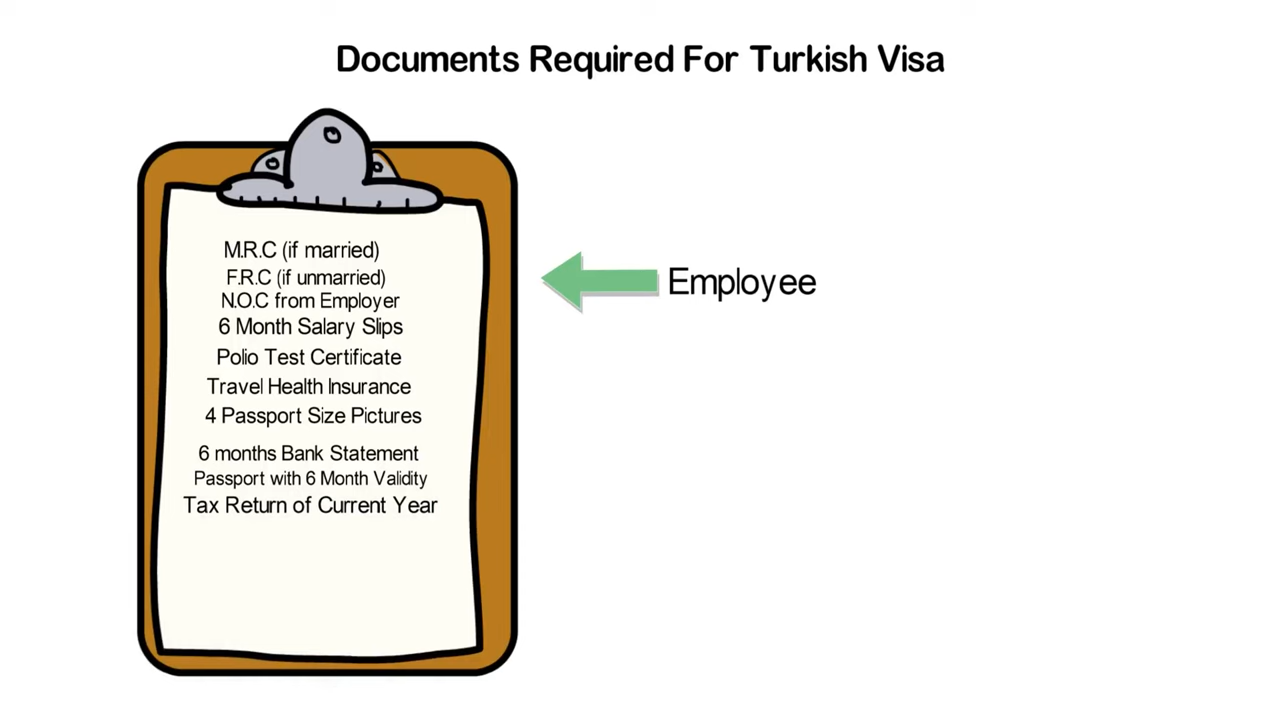 Documents Required For Turkish Visa
M.R.C (if married)
F.R.C (if unmarried)
N.O.C from Employer
6 Month Salary Slips
Polio Test Certificate
Travel Health Insurance
4 Passport Size Pictures
6 months Bank Statement
Passport with 6 Month Validity
Tax Return of Current Year
Employee